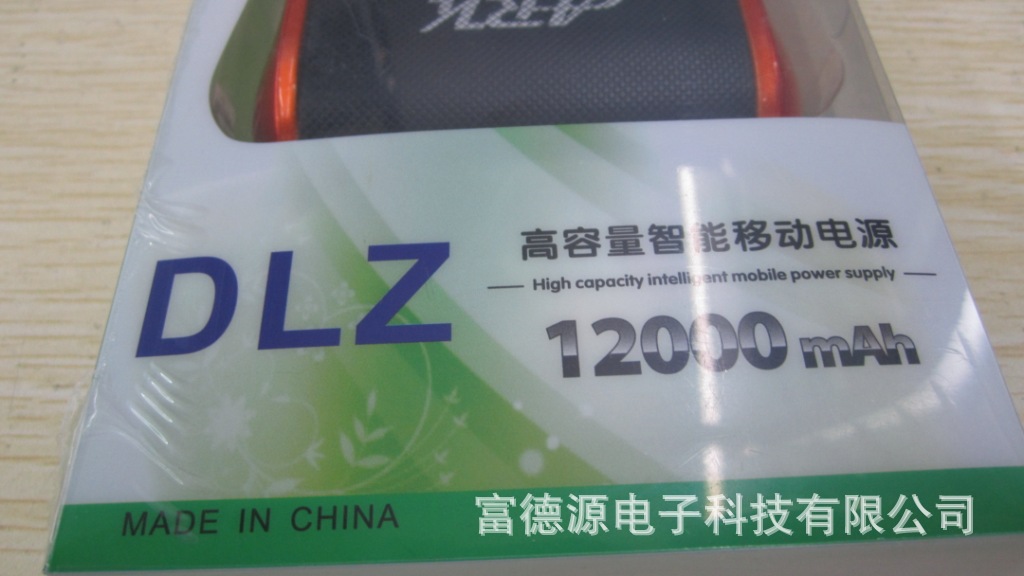 DLZ
高容量智能移动电源
High capacity intelligent mobile power supply
12000 mAh
MADE IN CHINA
富德源电子科技有限公司